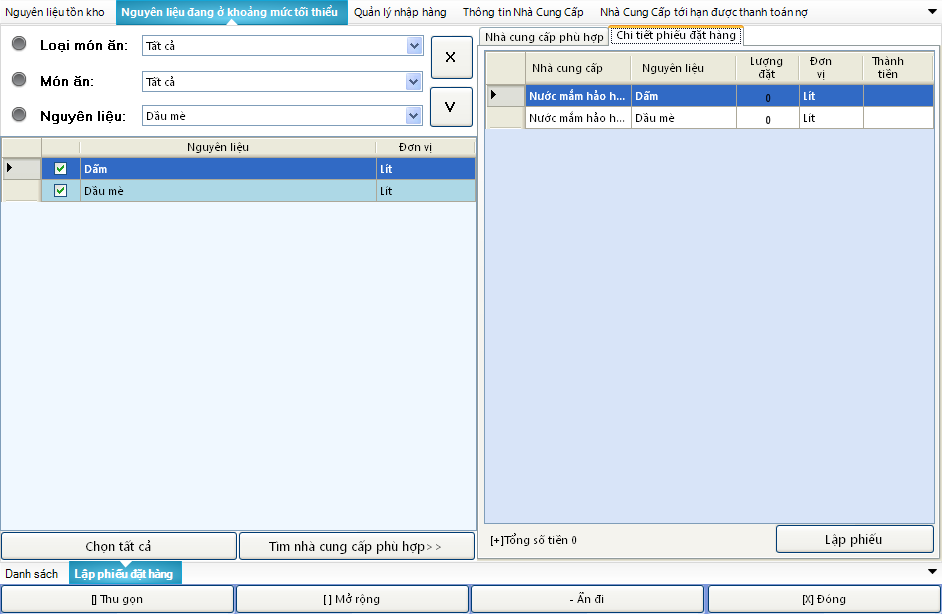 Nguyên liệu tồn kho Nguyên liệu đang ở khoảng mức tối thiểu Quản lý nhập hàng Thông tin Nhà Cung Cấp Nhà Cung Cấp tới hạn được thanh toán nợ
Loại món ăn: Tất cả X
Món ăn: Tất cả
Nguyên liệu: Dầu mè V
Nguyên liệu Đơn vị
Dấm Lít
Dầu mè Lít
Chọn tất cả Tìm nhà cung cấp phù hợp>>
Nhà cung cấp phù hợp Chi tiết phiếu đặt hàng
Nhà cung cấp Nguyên liệu Lượng đặt Đơn vị Thành tiền
Nước mắm hảo h... Dấm 0 Lít
Nước mắm hảo h... Dầu mè 0 Lít
[+]Tổng số tiền 0 Lập phiếu
Danh sách Lập phiếu đặt hàng
[] Thu gọn [ ] Mở rộng - Ẩn đi [X] Đóng